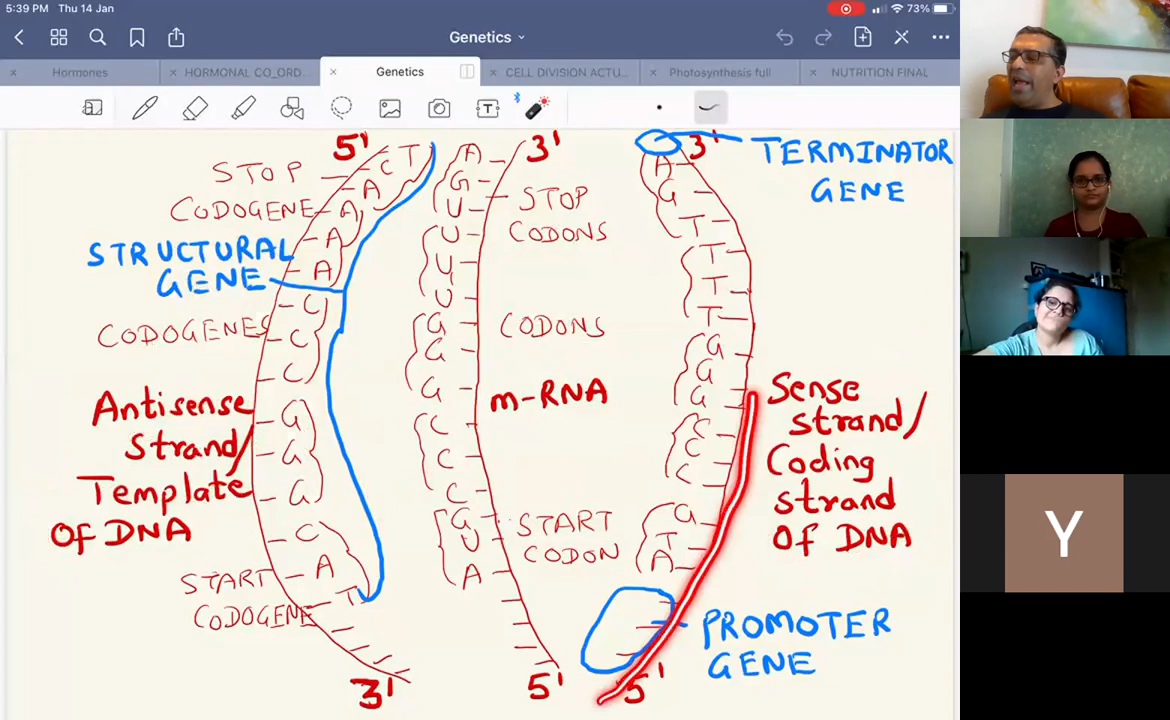 5:39 PM Thu 14 Jan
73%
Genetics
Hormones
HORMONAL CO_ORD...
Genetics
CELL DIVISION ACTU...
Photosynthesis full
NUTRITION FINAL
T
5'
3'
3'
TERMINATOR
GENE
STOP
CODOGENE
T
C
A
A
A
A
C
C
C
G
G
G
C
A
T
STRUCTURAL
GENE
CODOGENES
Antisense
Strand/
Template
OF DNA
START
CODOGENE
3'
A
G
U
U
U
U
G
G
G
C
C
C
G
U
A
STOP
CODONS
CODONS
m-RNA
START
CODON
5'
A
G
T
T
T
T
G
G
G
C
C
C
G
T
A
Sense
strand/
Coding
strand
OF DNA
PROMOTER
GENE
5'
Y